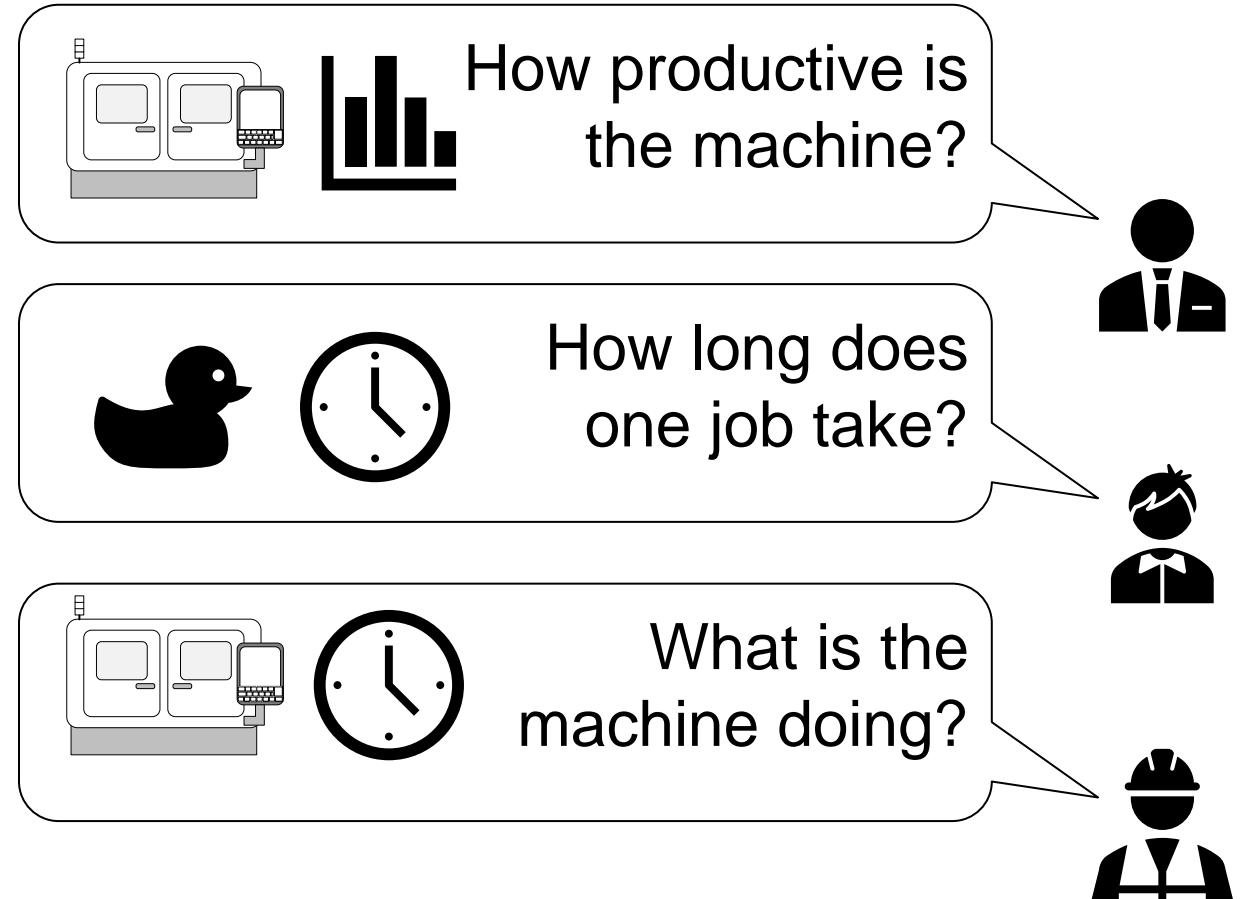 How productive is
the machine?
How long does
one job take?
What is the
machine doing?